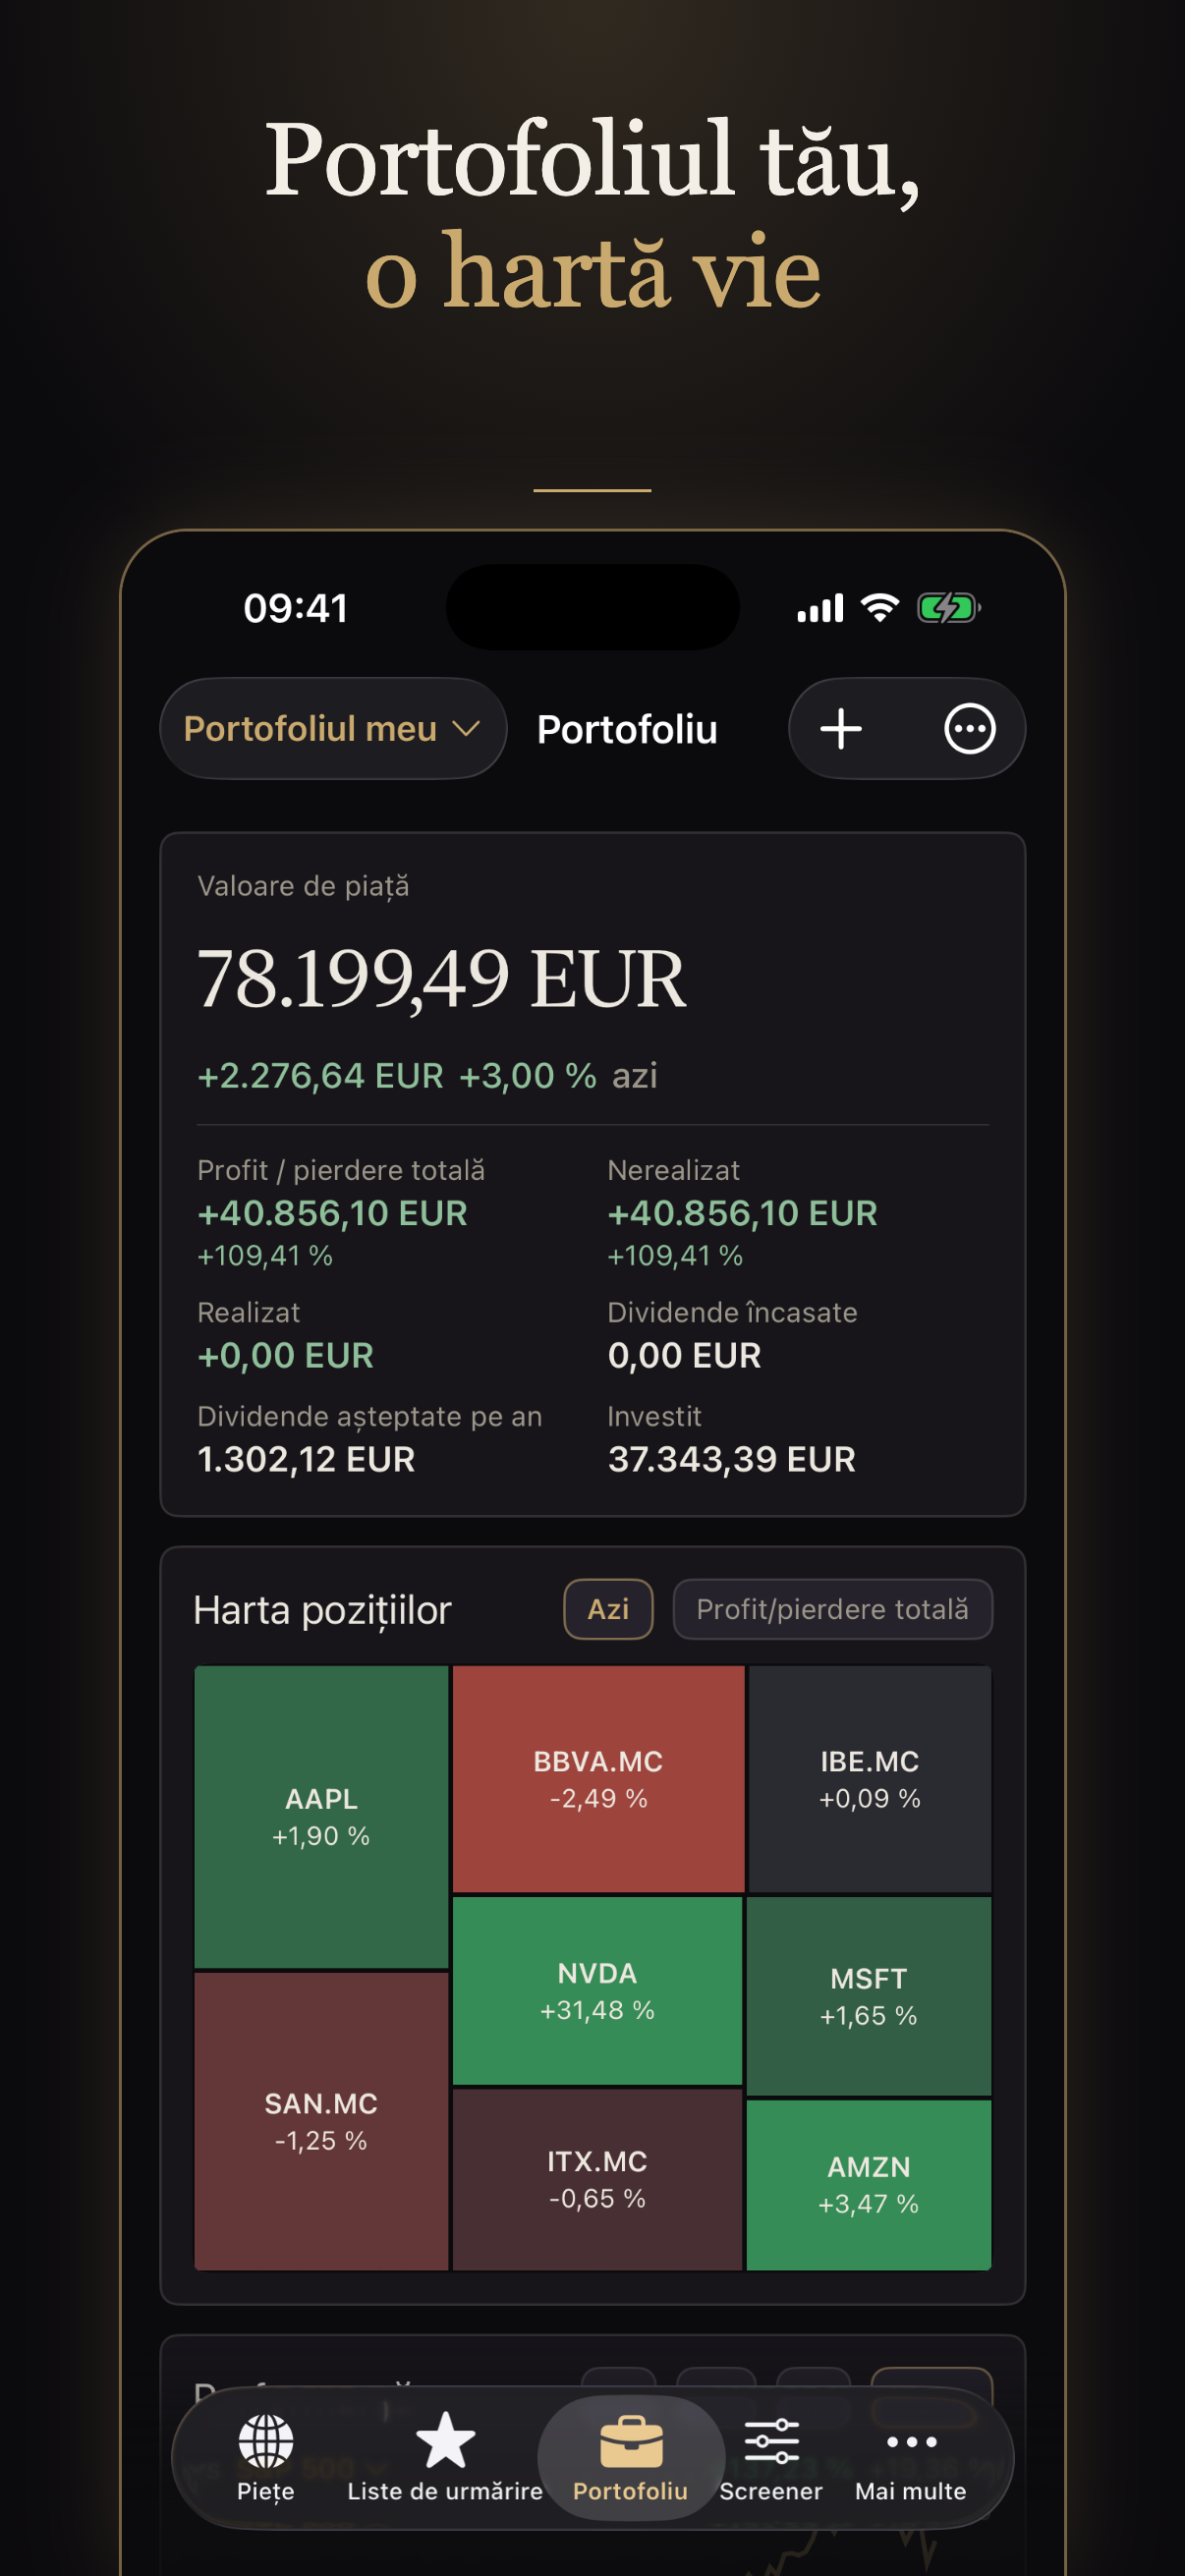 Portofoliul tău,
o hartă vie
09:41
Portofoliul meu
Portofoliu
Valoare de piață
78.199,49 EUR
+2.276,64 EUR +3,00 % azi
Profit / pierdere totală
+40.856,10 EUR
+109,41 %
Nerealizat
+40.856,10 EUR
+109,41 %
Realizat
+0,00 EUR
Dividende încasate
0,00 EUR
Dividende așteptate pe an
1.302,12 EUR
Investit
37.343,39 EUR
Harta pozițiilor
Azi
Profit/pierdere totală
AAPL
+1,90 %
BBVA.MC
-2,49 %
IBE.MC
+0,09 %
NVDA
+31,48 %
MSFT
+1,65 %
SAN.MC
-1,25 %
ITX.MC
-0,65 %
AMZN
+3,47 %
Piețe
Liste de urmărire
Portofoliu
Screener
Mai multe